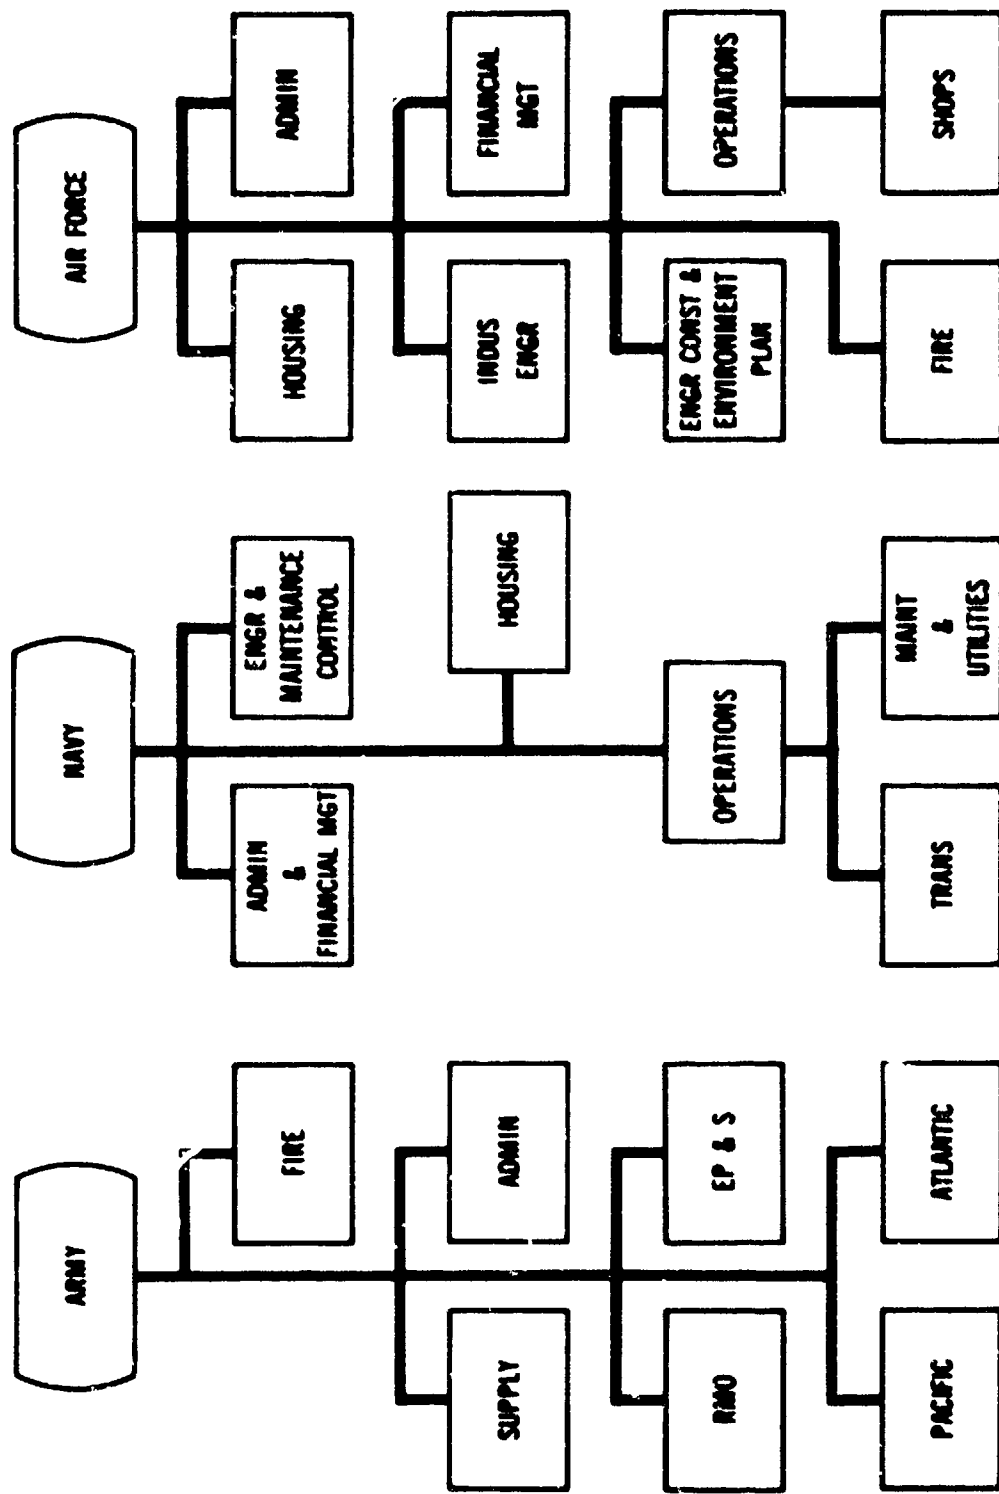 ARMY
FIRE
SUPPLY
ADMIN
RMO
EP & S
PACIFIC
ATLANTIC
NAVY
ADMIN
&
FINANCIAL MGT
ENGR &
MAINTENANCE
CONTROL
HOUSING
OPERATIONS
TRANS
MAINT
&
UTILITIES
AIR FORCE
HOUSING
ADMIN
INDUS
ENGR
FINANCIAL
MGT
ENGR CONST &
ENVIRONMENT
PLAN
OPERATIONS
FIRE
SHOPS